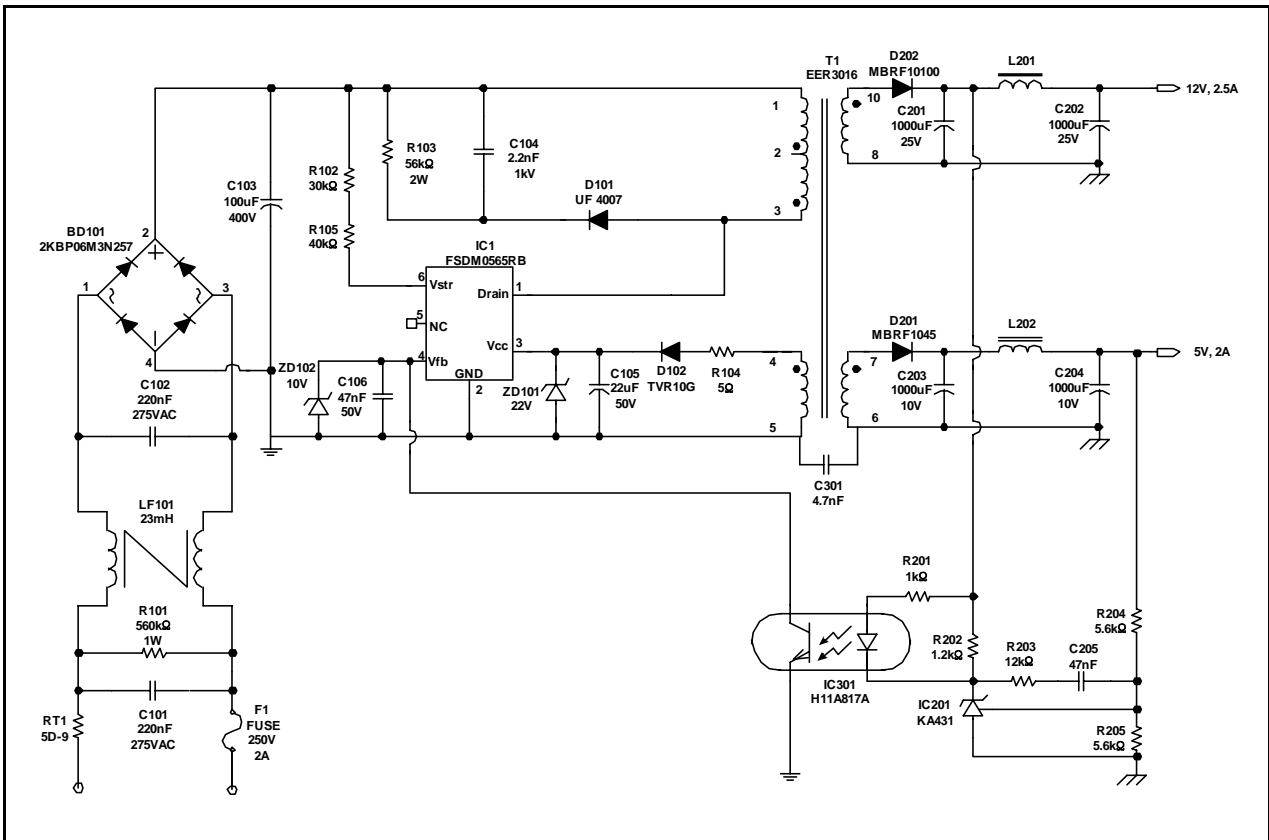 T1
EER3016
D202
MBRF10100
L201
12V, 2.5A
1
2
3
10
8
C201
1000uF
25V
C202
1000uF
25V
R103
56kΩ
2W
C104
2.2nF
1kV
D101
UF 4007
R102
30kΩ
R105
40kΩ
C103
100uF
400V
BD101
2KBP06M3N257
2
1
3
4
IC1
FSDM0565RB
6
Vstr
Drain
1
5
NC
Vcc
3
4
Vfb
GND
2
ZD102
10V
C106
47nF
50V
ZD101
22V
C105
22uF
50V
D102
TVR10G
R104
5Ω
4
5
D201
MBRF1045
L202
5V, 2A
7
6
C203
1000uF
10V
C204
1000uF
10V
C301
4.7nF
C102
220nF
275VAC
LF101
23mH
R101
560kΩ
1W
C101
220nF
275VAC
RT1
5D-9
F1
FUSE
250V
2A
R201
1kΩ
R202
1.2kΩ
R203
12kΩ
C205
47nF
R204
5.6kΩ
IC301
H11A817A
IC201
KA431
R205
5.6kΩ